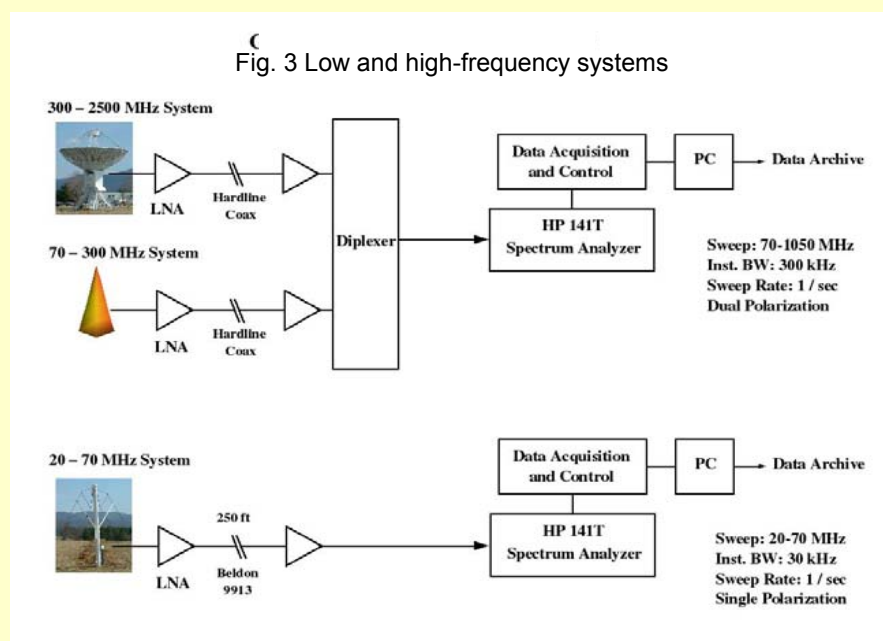 Fig. 3 Low and high-frequency systems
300 – 2500 MHz System
LNA
Hardline
Coax
70 – 300 MHz System
LNA
Hardline
Coax
Diplexer
Data Acquisition
and Control
PC
Data Archive
HP 141T
Spectrum Analyzer
Sweep: 70-1050 MHz
Inst. BW: 300 kHz
Sweep Rate: 1 / sec
Dual Polarization
20 – 70 MHz System
LNA
250 ft
Beldon
9913
Data Acquisition
and Control
PC
Data Archive
HP 141T
Spectrum Analyzer
Sweep: 20-70 MHz
Inst. BW: 30 kHz
Sweep Rate: 1 / sec
Single Polarization